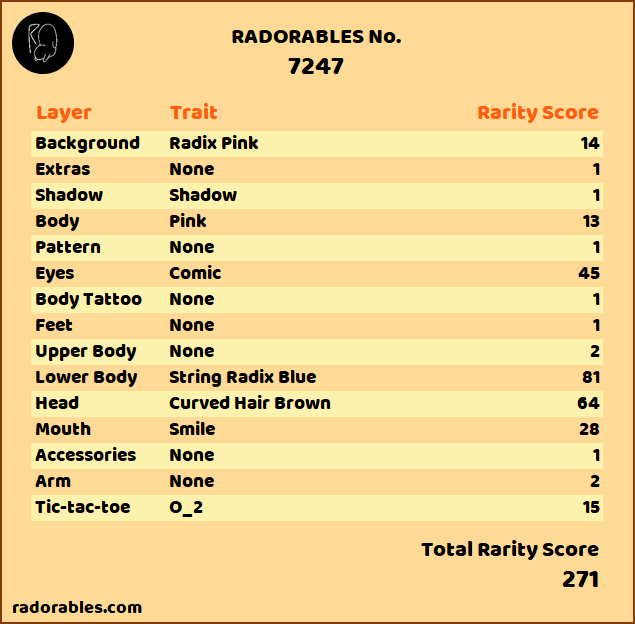 RADORABLES No.
7247
Layer Trait Rarity Score
Background Radix Pink 14
Extras None 1
Shadow Shadow 1
Body Pink 13
Pattern None 1
Eyes Comic 45
Body Tattoo None 1
Feet None 1
Upper Body None 2
Lower Body String Radix Blue 81
Head Curved Hair Brown 64
Mouth Smile 28
Accessories None 1
Arm None 2
Tic-tac-toe O_2 15
Total Rarity Score
271
radorables.com